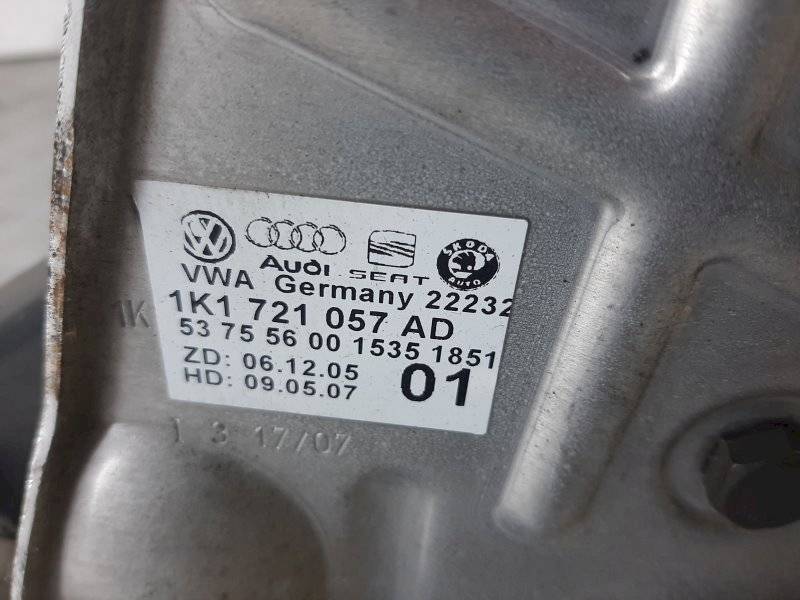 Audi SEAT ŠKODA AUTO
VWA Germany 22232
1K
1K1 721 057 AD
53 75 56 00 1535 1851
ZD: 06.12.05
HD: 09.05.07
01
1 3 17/07